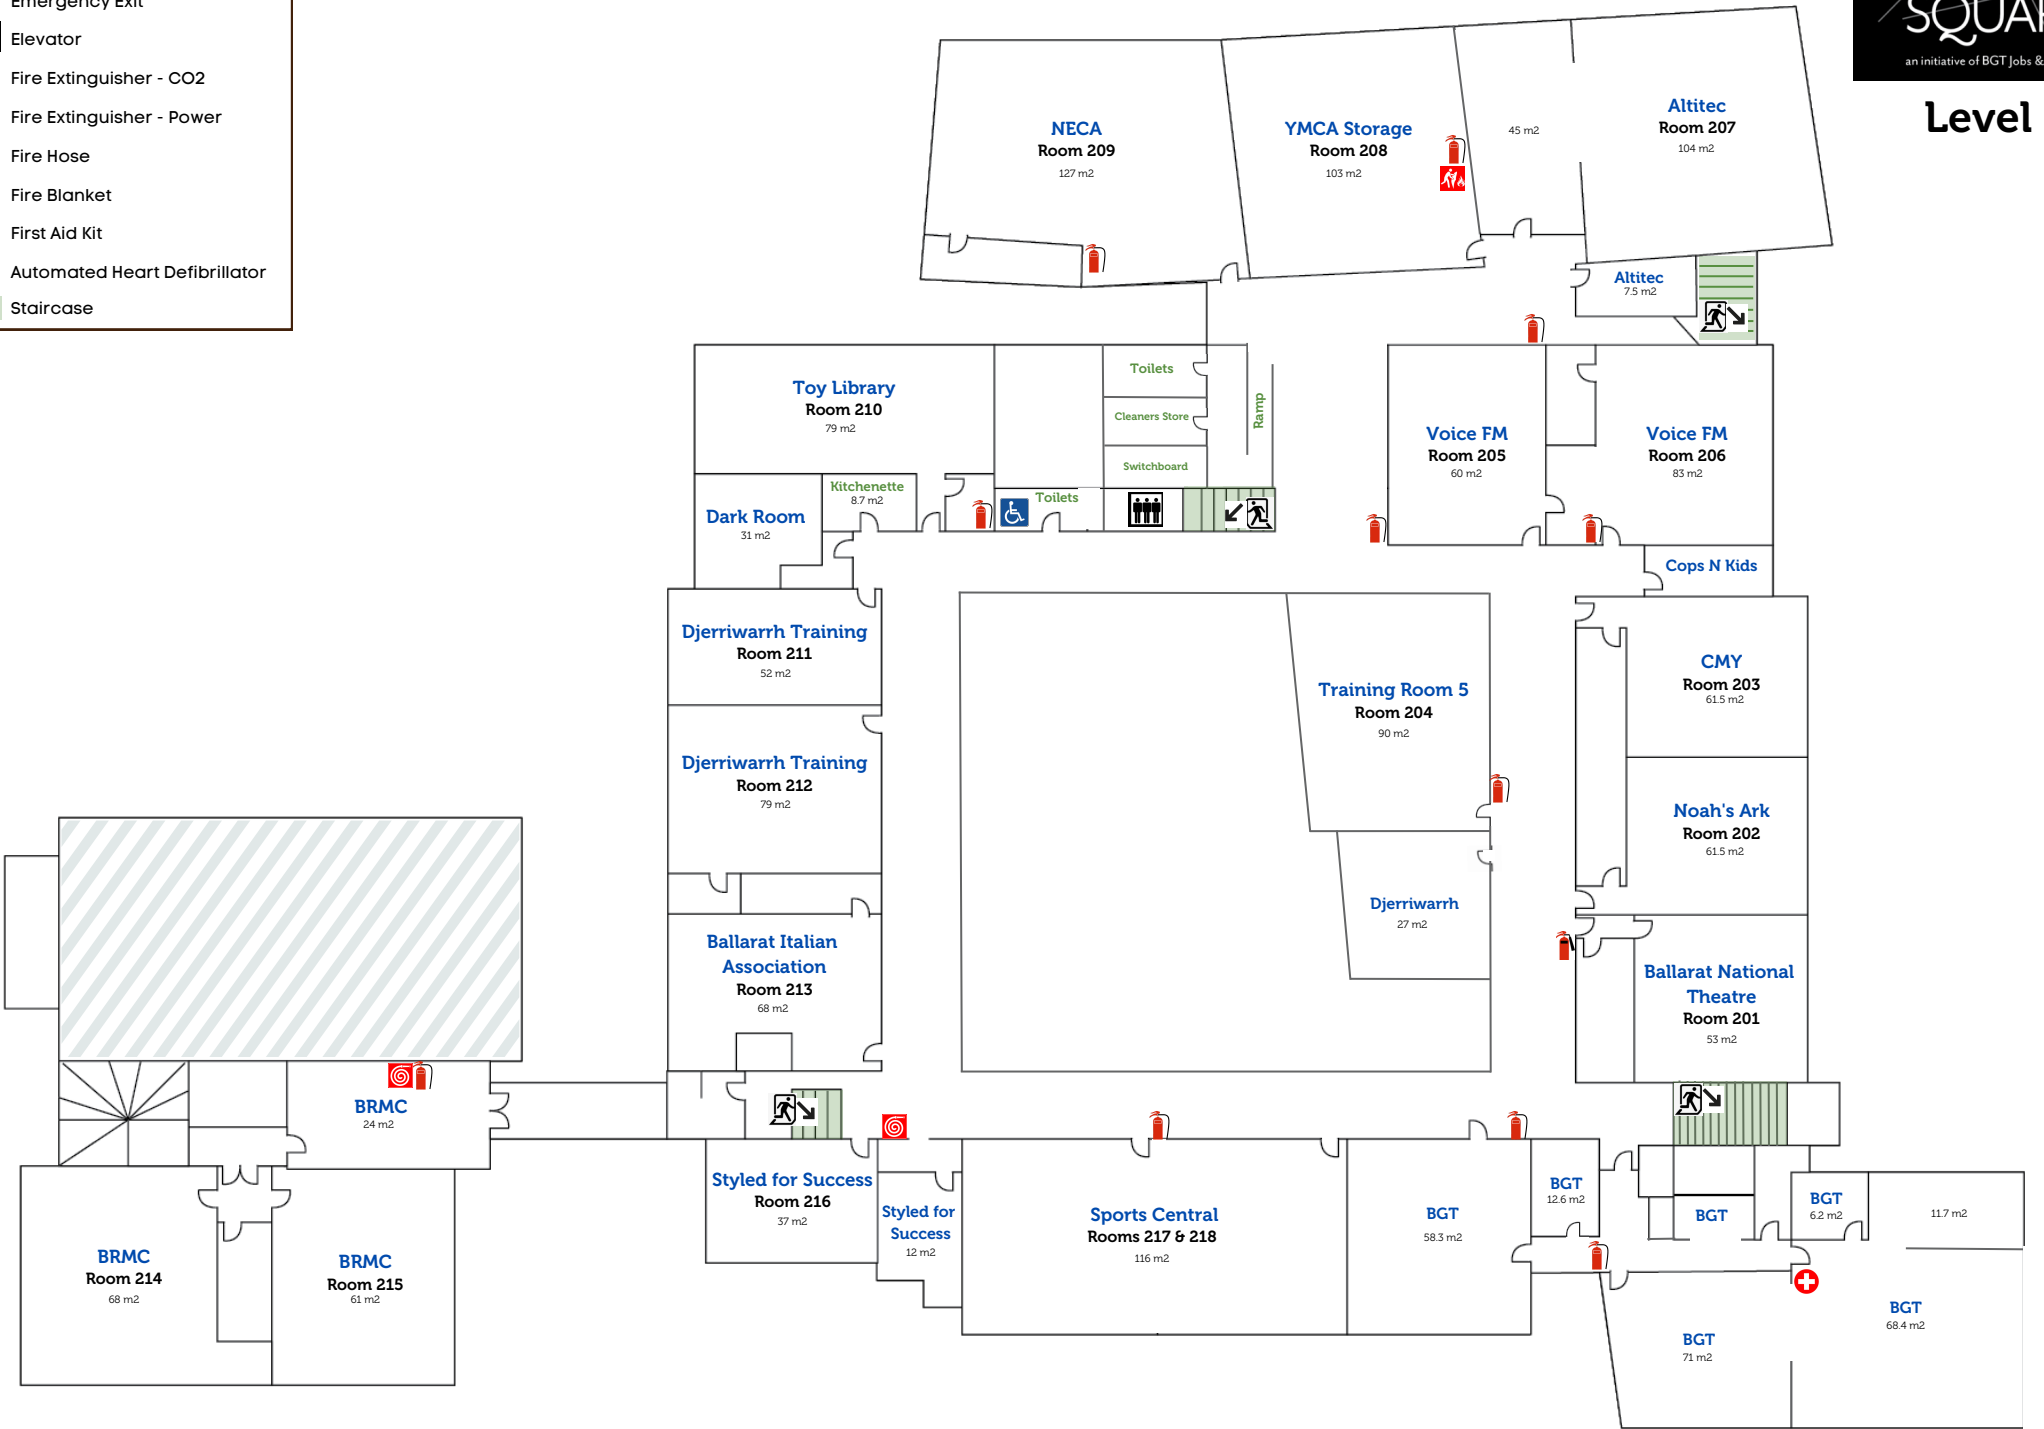 Emergency Exit
Elevator
Fire Extinguisher - CO2
Fire Extinguisher - Power
Fire Hose
Fire Blanket
First Aid Kit
Automated Heart Defibrillator
Staircase
an initiative of BGT Jobs &
Level
NECA
Room 209
127 m2
YMCA Storage
Room 208
103 m2
45 m2
Altitec
Room 207
104 m2
Altitec
7.5 m2
Toy Library
Room 210
79 m2
Toilets
Cleaners Store
Switchboard
Ramp
Voice FM
Room 205
60 m2
Voice FM
Room 206
83 m2
Kitchenette
8.7 m2
Toilets
Dark Room
31 m2
Cops N Kids
Djerriwarrh Training
Room 211
52 m2
Training Room 5
Room 204
90 m2
CMY
Room 203
61.5 m2
Djerriwarrh Training
Room 212
79 m2
Noah's Ark
Room 202
61.5 m2
Djerriwarrh
27 m2
Ballarat Italian
Association
Room 213
68 m2
Ballarat National
Theatre
Room 201
53 m2
BRMC
24 m2
Styled for Success
Room 216
37 m2
Styled for
Success
12 m2
Sports Central
Rooms 217 & 218
116 m2
BGT
58.3 m2
BGT
12.6 m2
BGT
BGT
6.2 m2
11.7 m2
BRMC
Room 214
68 m2
BRMC
Room 215
61 m2
BGT
71 m2
BGT
68.4 m2